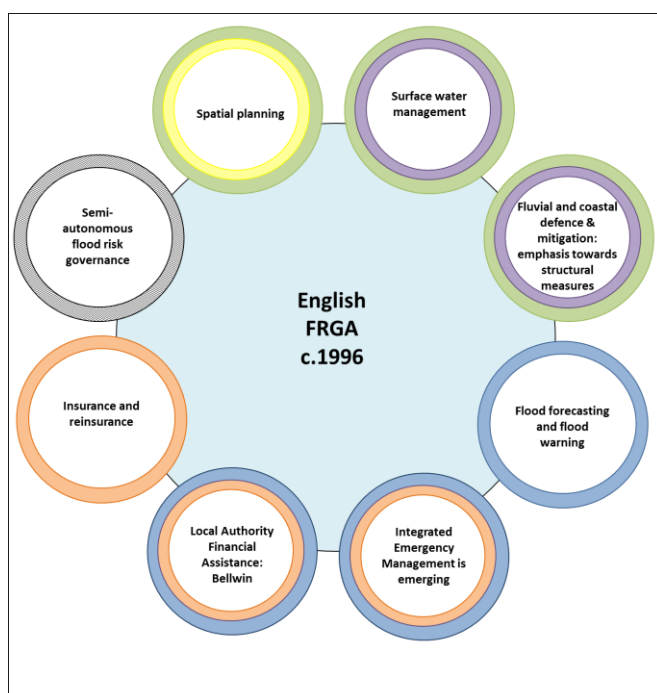 Spatial planning
Surface water
management
Semi-
autonomous
flood risk
governance
Fluvial and coastal
defence &
mitigation:
emphasis towards
structural
measures
English
FRGA
c.1996
Insurance and
reinsurance
Flood forecasting
and flood
warning
Local Authority
Financial
Assistance:
Bellwin
Integrated
Emergency
Management is
emerging